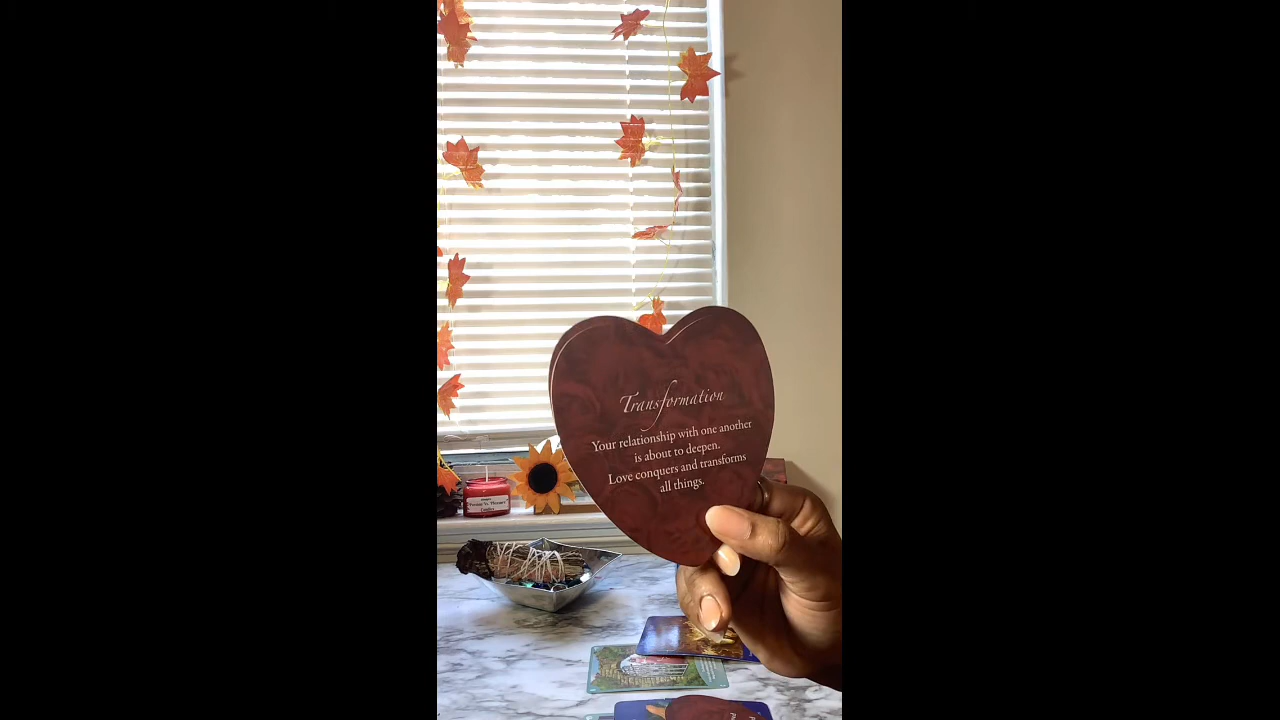 Transformation
Your relationship with one another
is about to deepen.
Love conquers and transforms
all things.